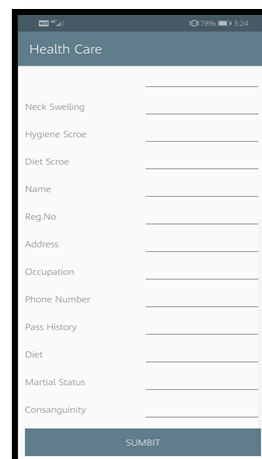 78% 3:24
Health Care
Neck Swelling
Hygiene Scroe
Diet Scroe
Name
Reg.No
Address
Occupation
Phone Number
Pass History
Diet
Martial Status
Consanguinity
SUMBIT